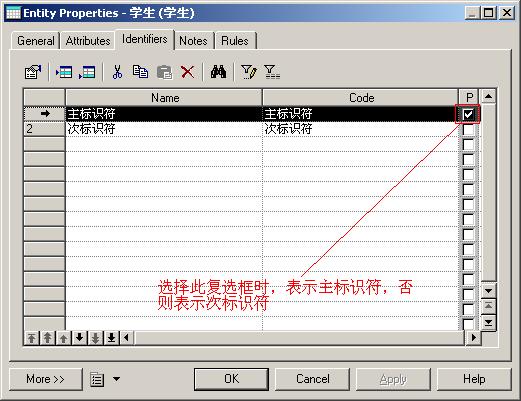 Entity Properties - 学生 (学生)
General Attributes Identifiers Notes Rules
Name Code P
主标识符 主标识符
2 次标识符 次标识符
选择此复选框时，表示主标识符，否
则表示次标识符
More >> OK Cancel Apply Help